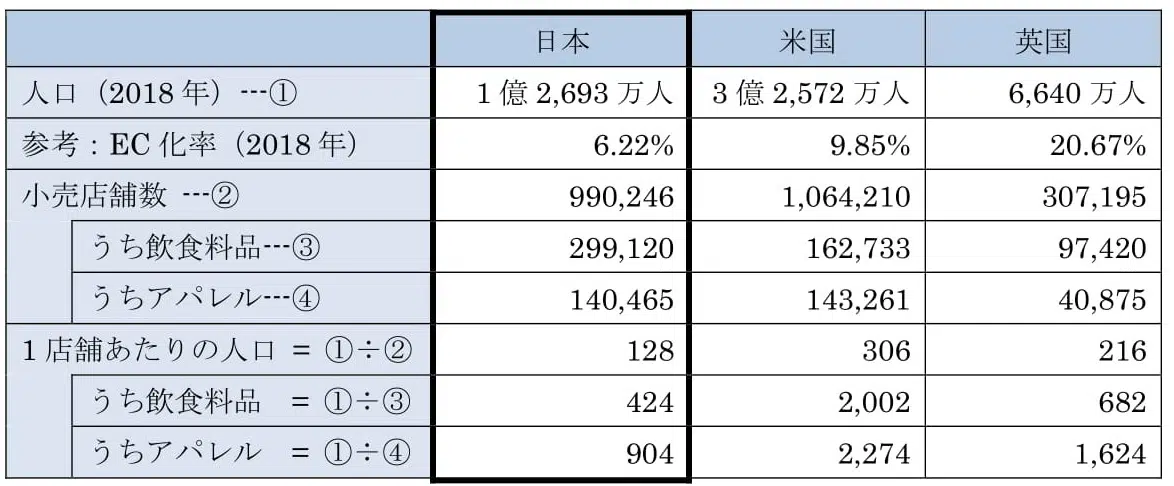 日本 米国 英国
人口（2018年）---① 1億2,693万人 3億2,572万人 6,640万人
参考：EC化率（2018年） 6.22% 9.85% 20.67%
小売店舗数 ---② 990,246 1,064,210 307,195
うち飲食料品---③ 299,120 162,733 97,420
うちアパレル---④ 140,465 143,261 40,875
1店舗あたりの人口 = ①÷② 128 306 216
うち飲食料品 = ①÷③ 424 2,002 682
うちアパレル = ①÷④ 904 2,274 1,624